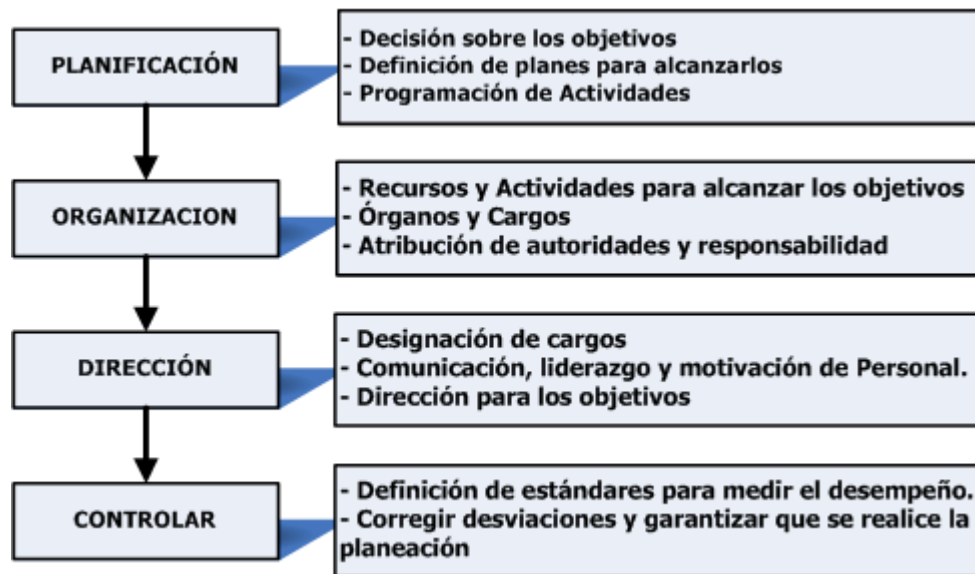 PLANIFICACIÓN
- Decisión sobre los objetivos
- Definición de planes para alcanzarlos
- Programación de Actividades
ORGANIZACION
- Recursos y Actividades para alcanzar los objetivos
- Órganos y Cargos
- Atribución de autoridades y responsabilidad
DIRECCIÓN
- Designación de cargos
- Comunicación, liderazgo y motivación de Personal.
- Dirección para los objetivos
CONTROLAR
- Definición de estándares para medir el desempeño.
- Corregir desviaciones y garantizar que se realice la
planeación